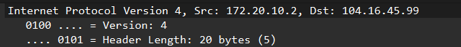 Internet Protocol Version 4, Src: 172.20.10.2, Dst: 104.16.45.99
0100 .... = Version: 4
.... 0101 = Header Length: 20 bytes (5)